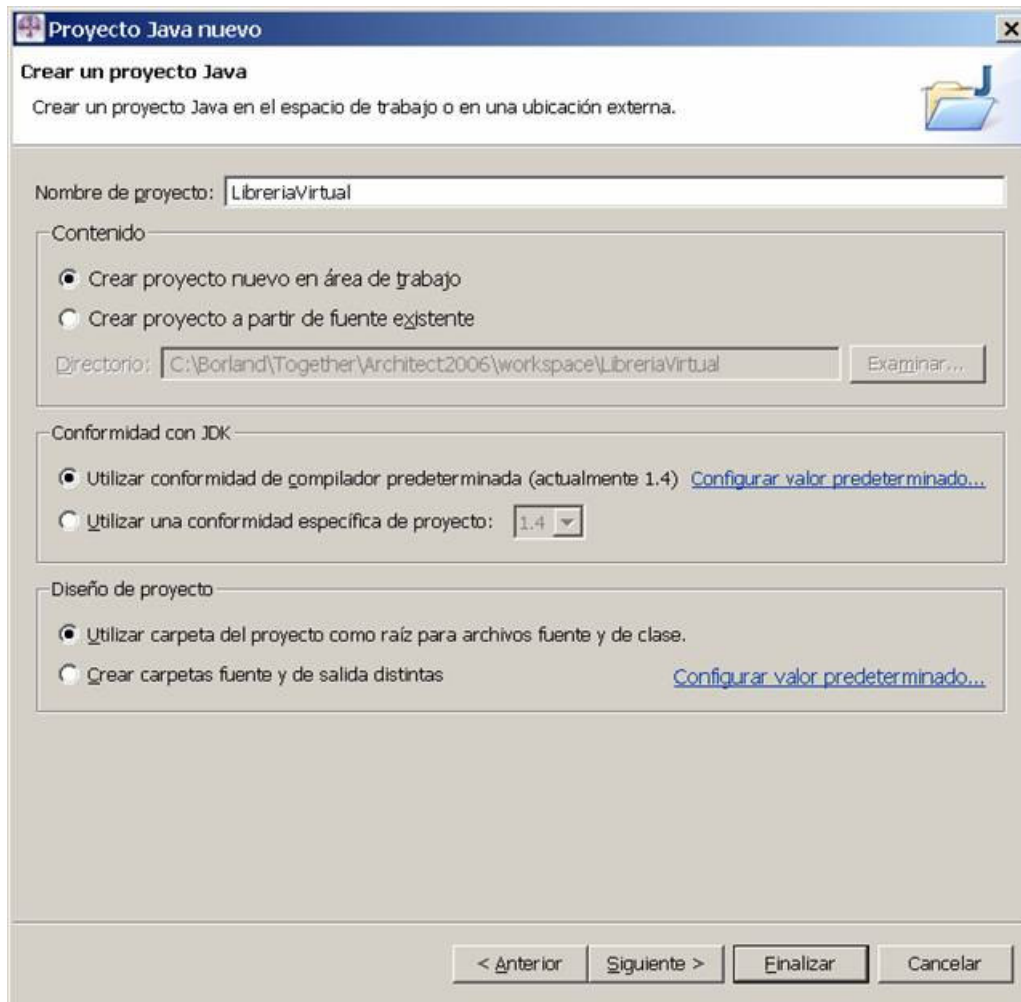 Proyecto Java nuevo
Crear un proyecto Java
Crear un proyecto Java en el espacio de trabajo o en una ubicación externa.
Nombre de proyecto: LibreriaVirtual
Contenido
Crear proyecto nuevo en área de trabajo
Crear proyecto a partir de fuente existente
Directorio: C:\Borland\Together\Architect2006\workspace\LibreriaVirtual Examinar...
Conformidad con JDK
Utilizar conformidad de compilador predeterminada (actualmente 1.4) Configurar valor predeterminado...
Utilizar una conformidad específica de proyecto: 1.4
Diseño de proyecto
Utilizar carpeta del proyecto como raíz para archivos fuente y de clase.
Crear carpetas fuente y de salida distintas Configurar valor predeterminado...
< Anterior Siguiente > Finalizar Cancelar